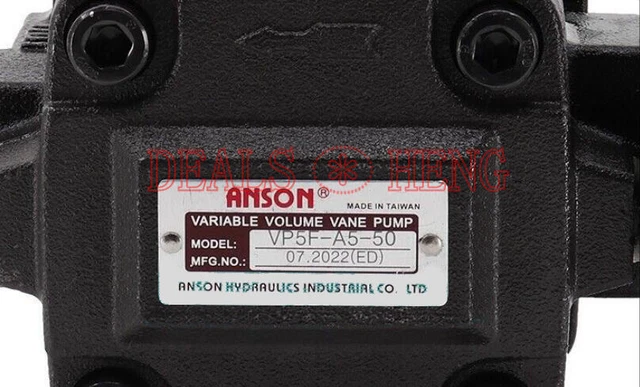 DEALS HENG
ANSON®
MADE IN TAIWAN
VARIABLE VOLUME VANE PUMP
MODEL: VP5F-A5-50
MFG.NO.: 07.2022(ED)
ANSON HYDRAULICS INDUSTRIAL CO. LTD